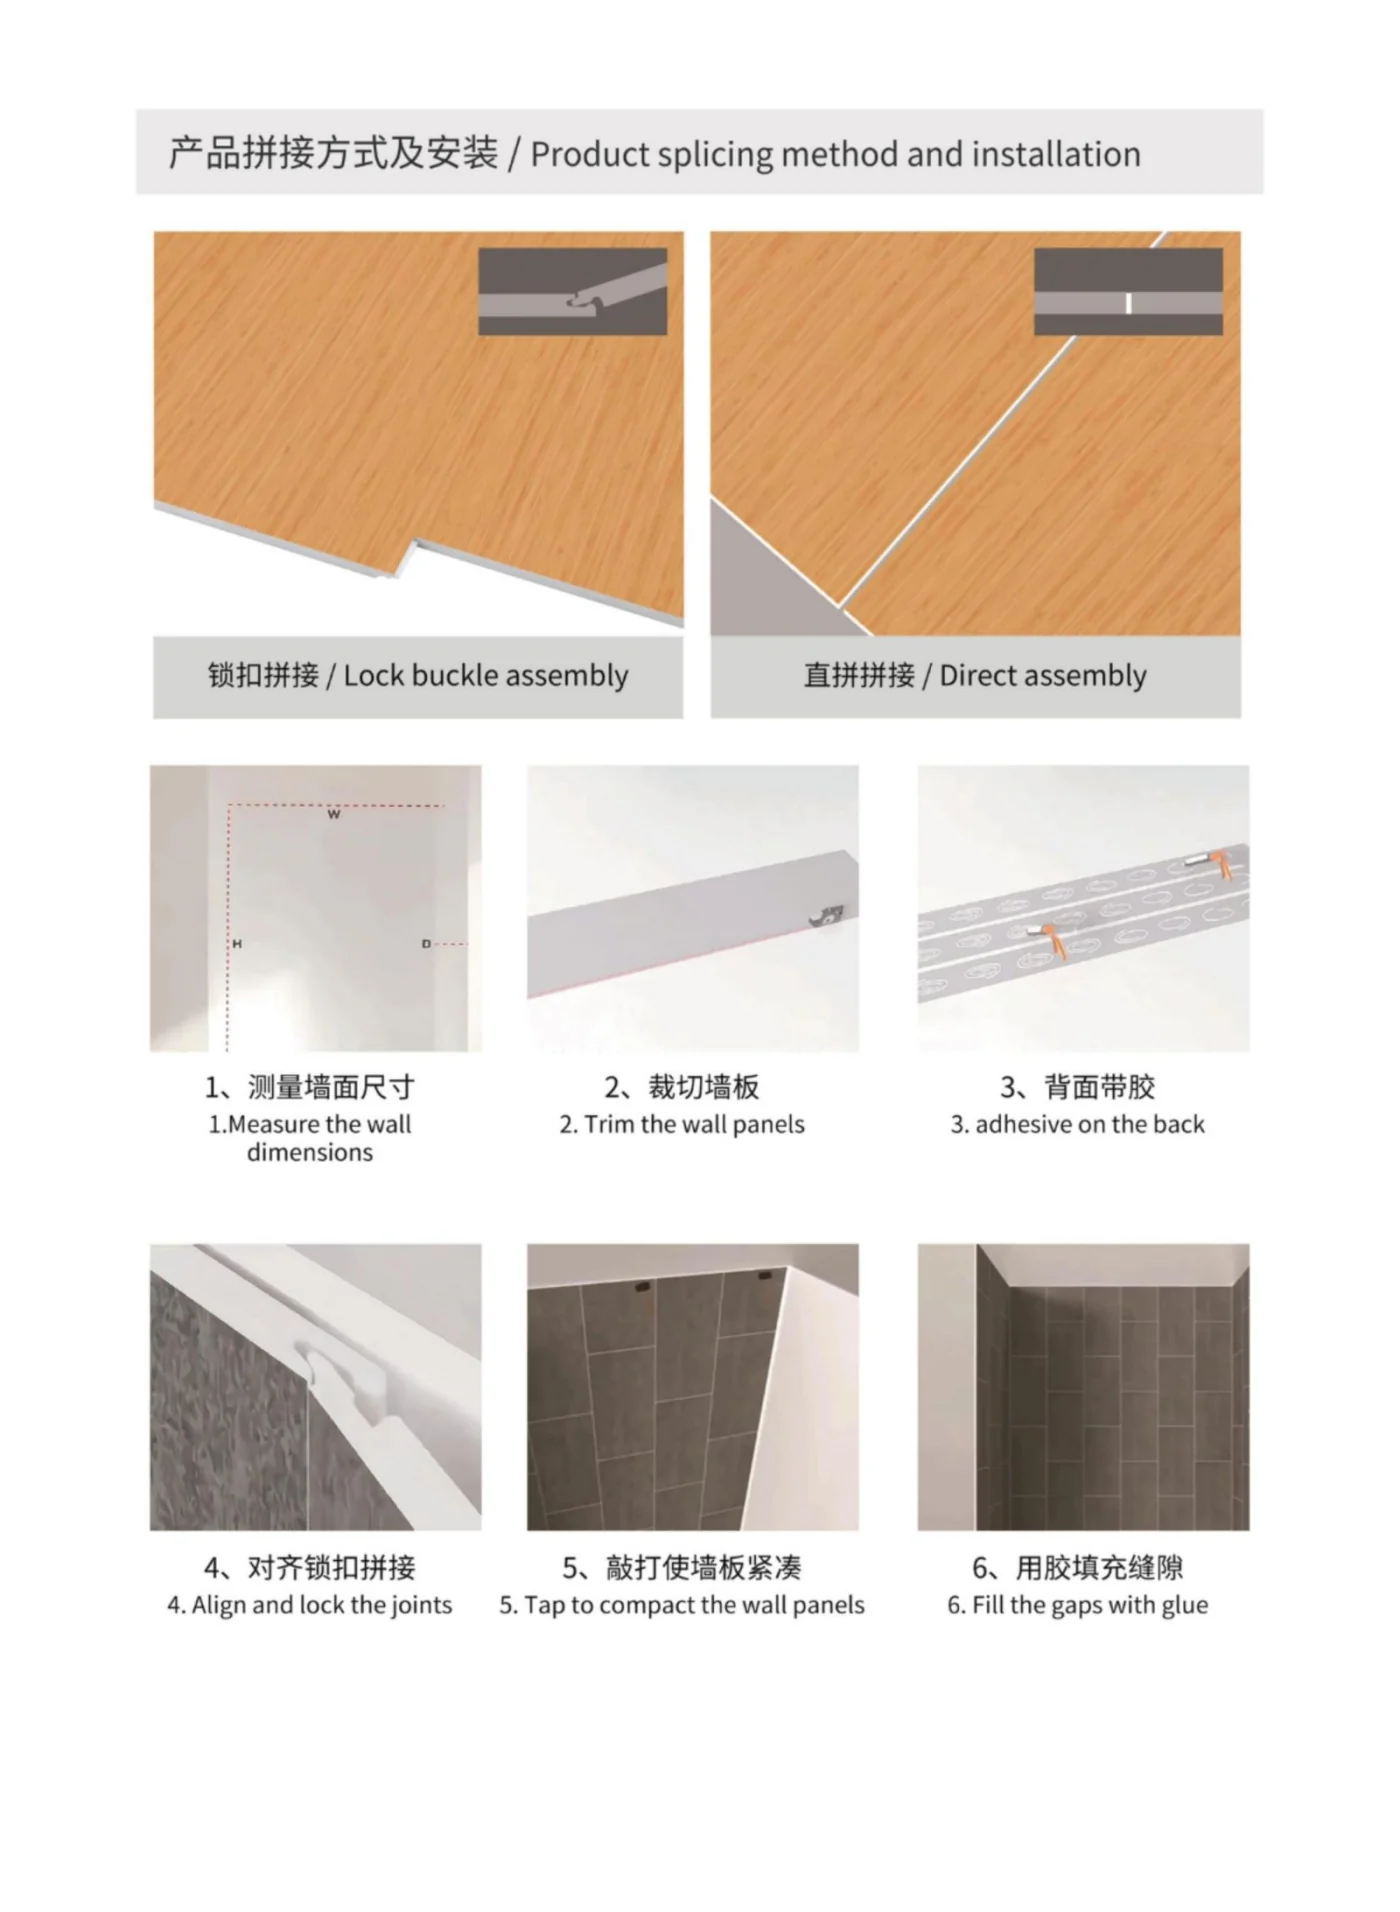 产品拼接方式及安装 / Product splicing method and installation
锁扣拼接 / Lock buckle assembly
直拼拼接 / Direct assembly
W
H
D
1、测量墙面尺寸
1.Measure the wall
dimensions
2、裁切墙板
2. Trim the wall panels
3、背面带胶
3. adhesive on the back
4、对齐锁扣拼接
4. Align and lock the joints
5、敲打使墙板紧凑
5. Tap to compact the wall panels
6、用胶填充缝隙
6. Fill the gaps with glue